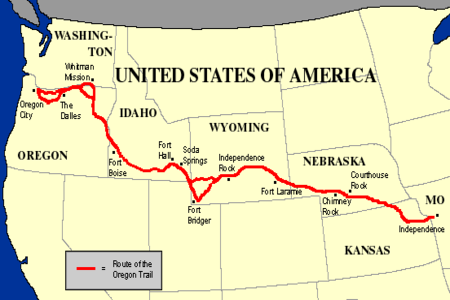 WASHING-
TON
Whitman
Mission
UNITED STATES OF AMERICA
Oregon
City
The
Dalles
IDAHO
WYOMING
OREGON
Fort
Boise
Fort
Hall
Soda
Springs
Independence
Rock
NEBRASKA
Courthouse
Rock
Fort Laramie
Chimney
Rock
MO
Fort
Bridger
Independence
KANSAS
= Route of the
Oregon Trail